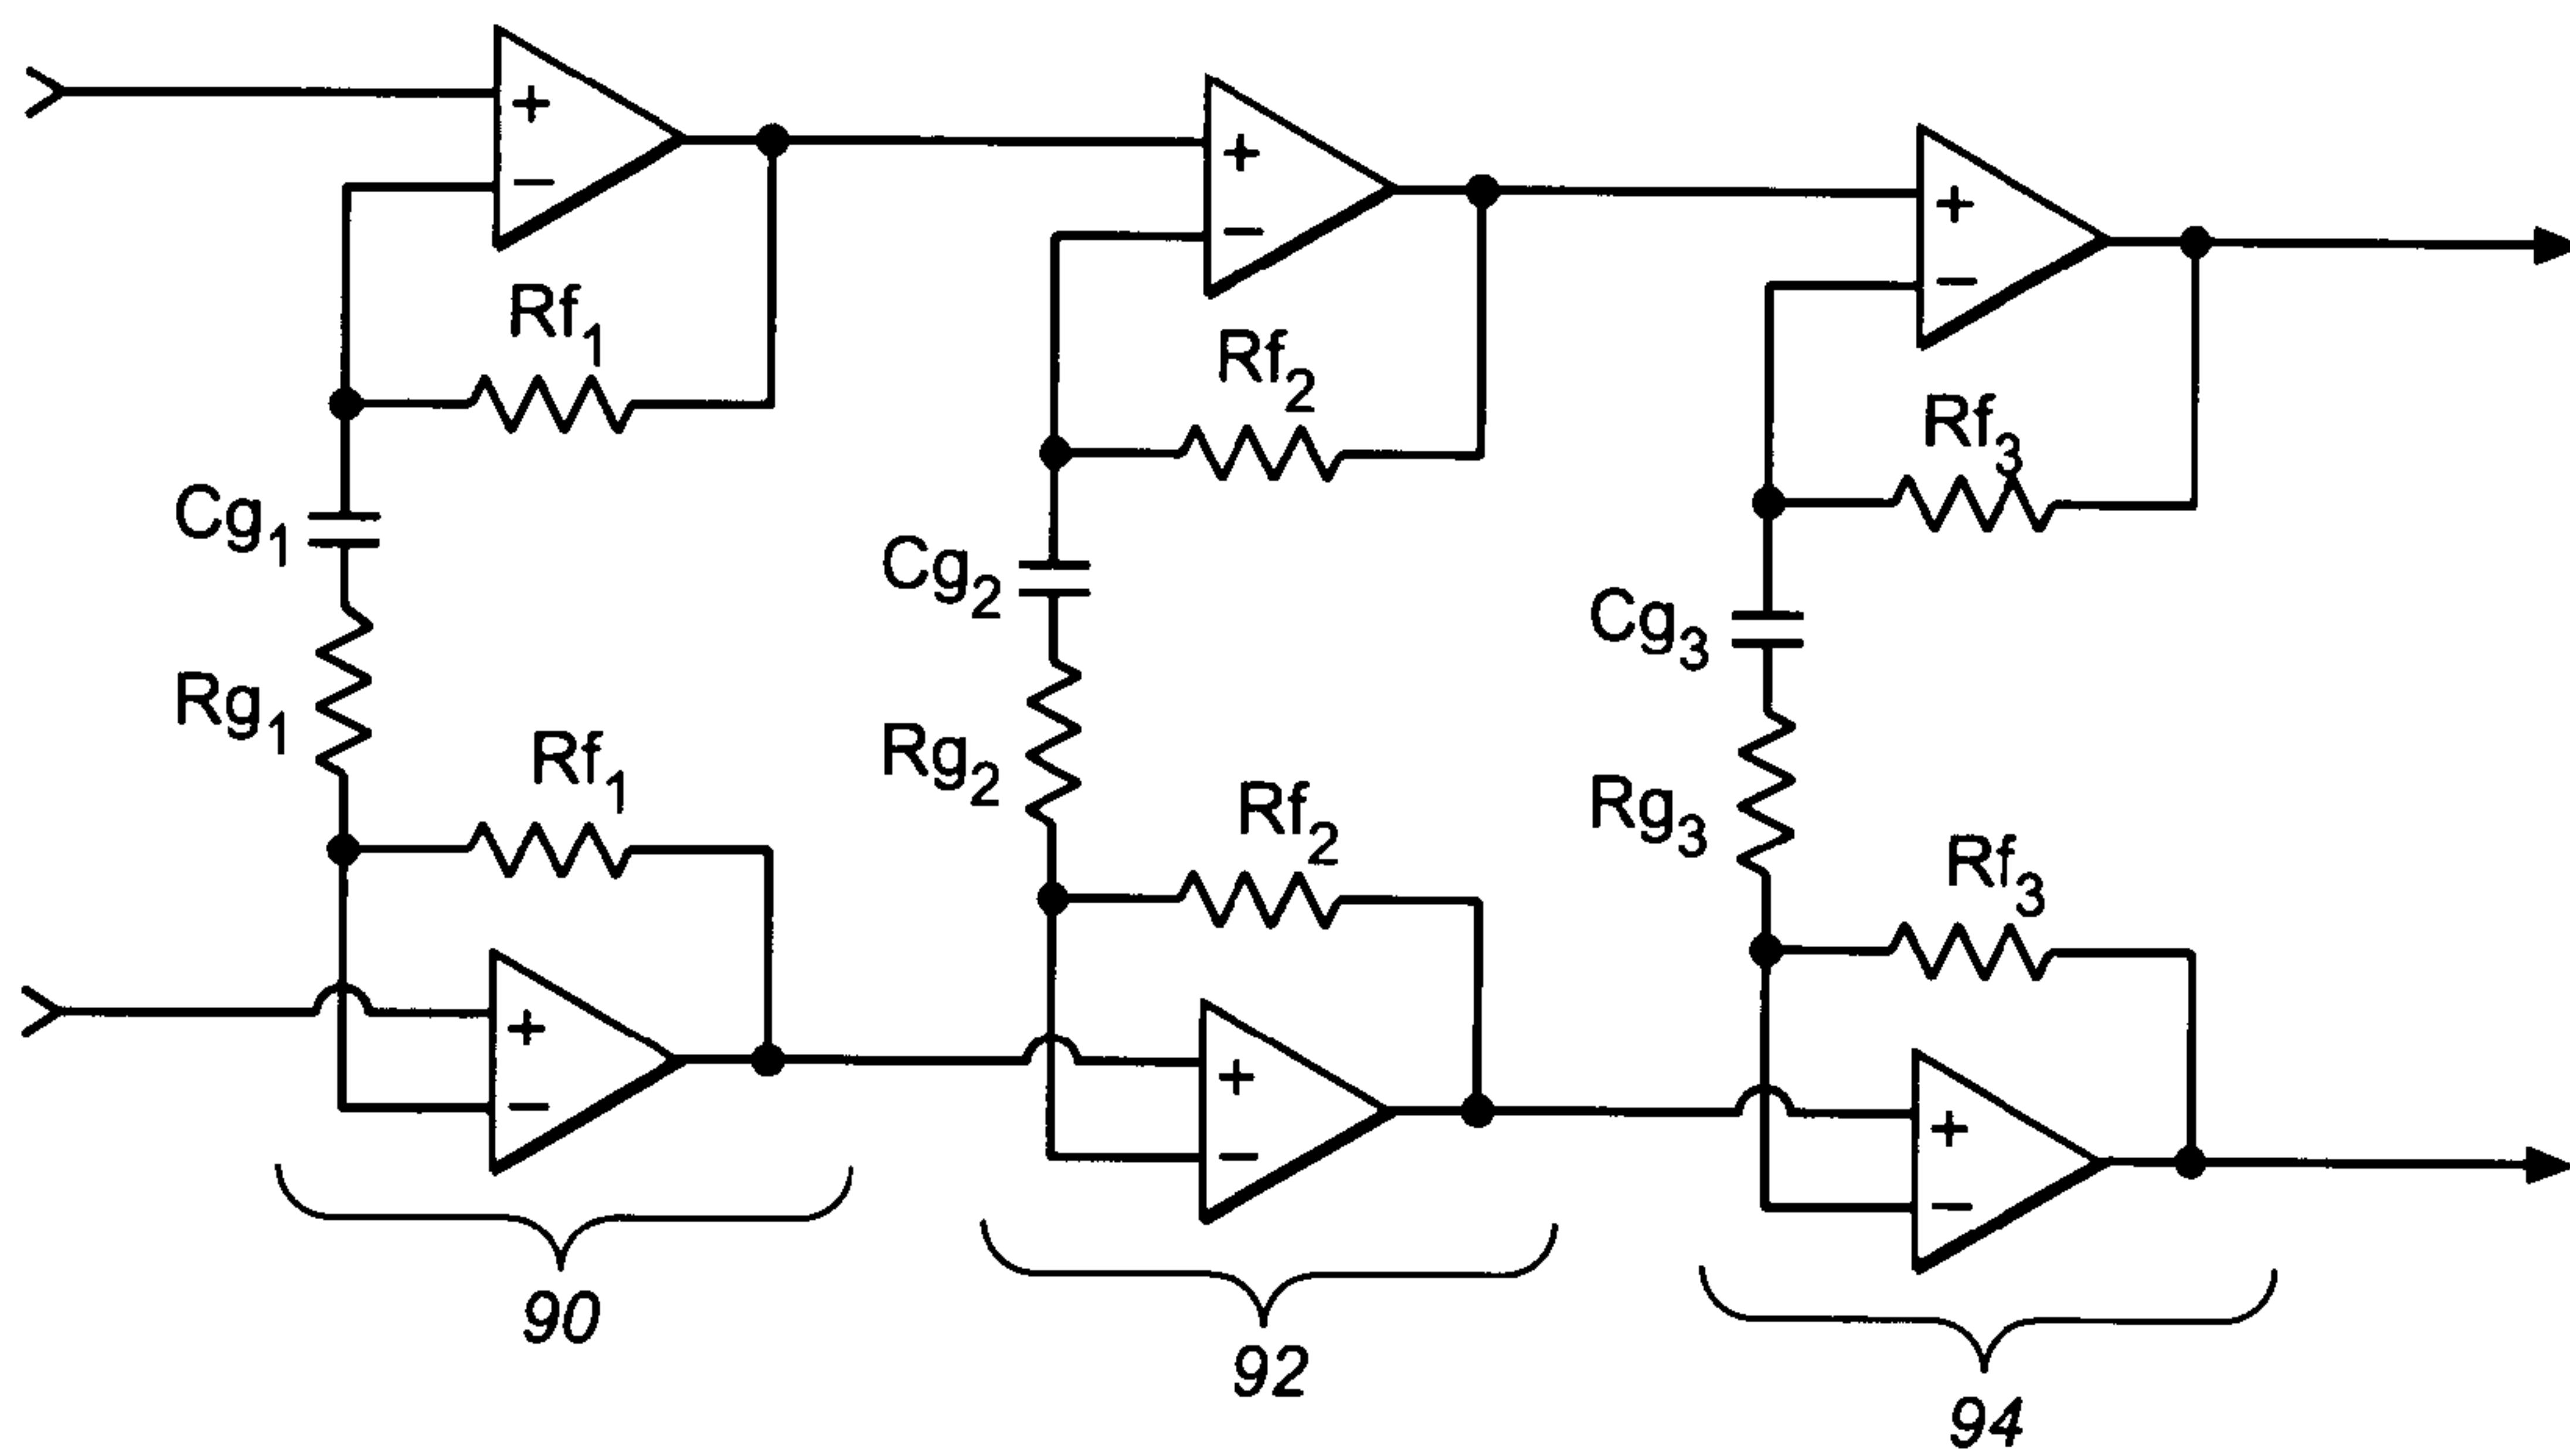 +
−
+
−
+
−
Rf1
Rf2
Rf3
Cg1
Cg2
Cg3
Rg1
Rg2
Rg3
Rf1
Rf2
Rf3
+
−
+
−
+
−
90
92
94